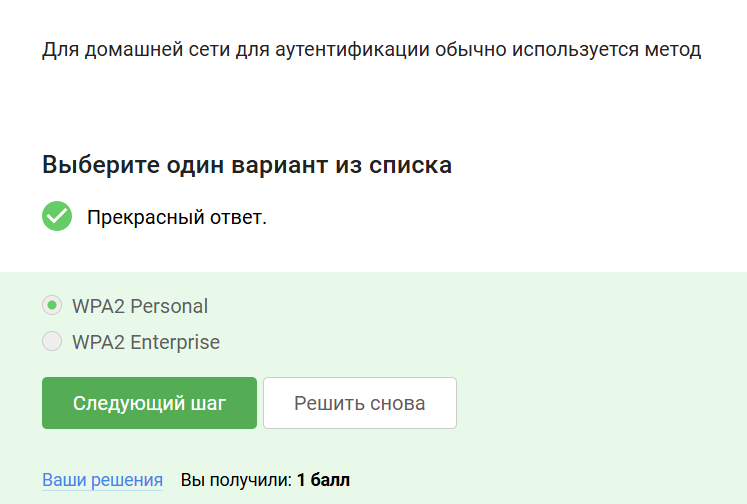 Для домашней сети для аутентификации обычно используется метод
Выберите один вариант из списка
Прекрасный ответ.
WPA2 Personal
WPA2 Enterprise
Следующий шаг Решить снова
Ваши решения Вы получили: 1 балл